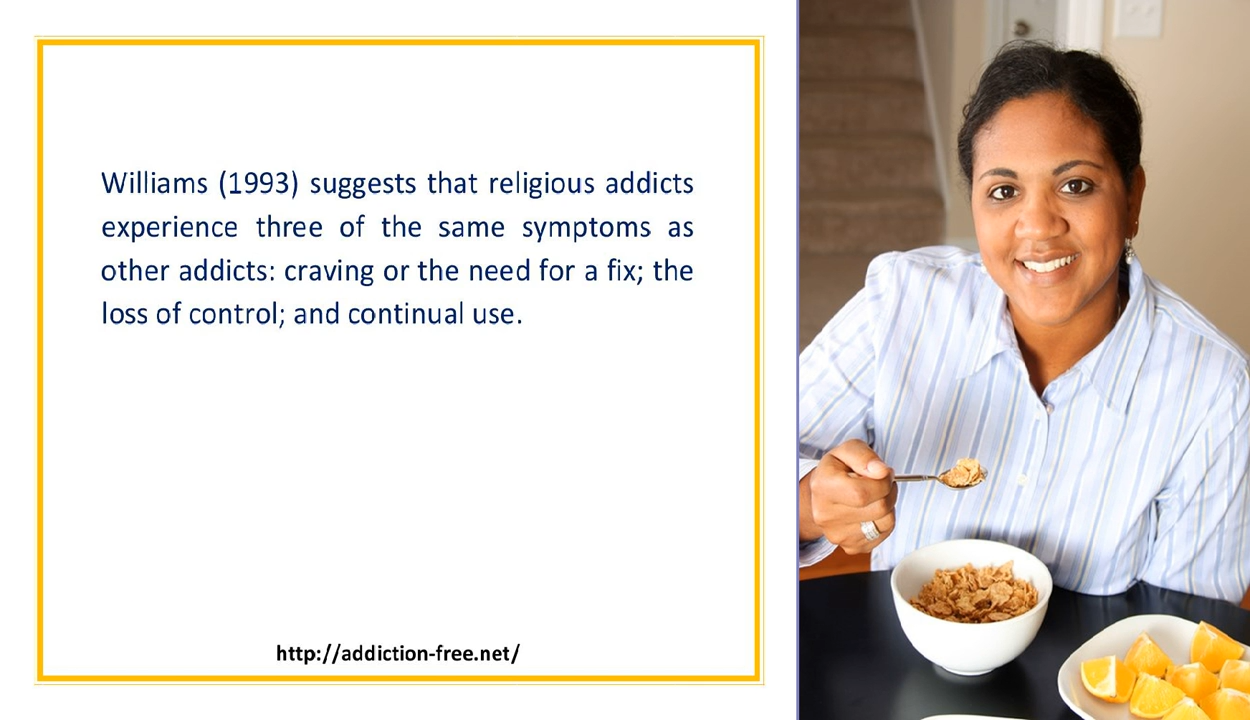 Williams (1993) suggests that religious addicts
experience three of the same symptoms as
other addicts: craving or the need for a fix; the
loss of control; and continual use.
http://addiction-free.net/